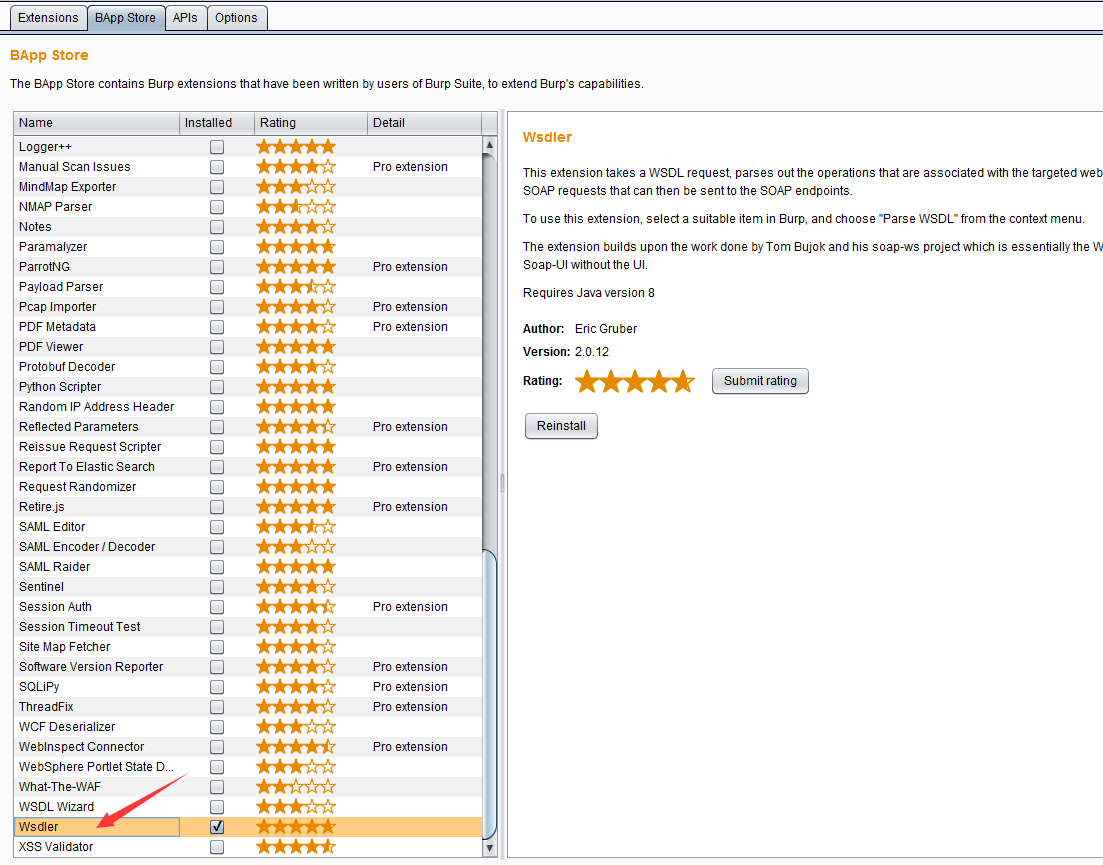 Extensions BApp Store APIs Options
BApp Store
The BApp Store contains Burp extensions that have been written by users of Burp Suite, to extend Burp's capabilities.
Name Installed Rating Detail
Logger++
Manual Scan Issues Pro extension
MindMap Exporter
NMAP Parser
Notes
Paramalyzer
ParrotNG Pro extension
Payload Parser
Pcap Importer Pro extension
PDF Metadata Pro extension
PDF Viewer
Protobuf Decoder
Python Scripter
Random IP Address Header
Reflected Parameters Pro extension
Reissue Request Scripter
Report To Elastic Search Pro extension
Request Randomizer
Retire.js Pro extension
SAML Editor
SAML Encoder / Decoder
SAML Raider
Sentinel
Session Auth Pro extension
Session Timeout Test
Site Map Fetcher
Software Version Reporter Pro extension
SQLiPy Pro extension
ThreadFix Pro extension
WCF Deserializer
WebInspect Connector Pro extension
WebSphere Portlet State D...
What-The-WAF
WSDL Wizard
Wsdler
XSS Validator
Wsdler
This extension takes a WSDL request, parses out the operations that are associated with the targeted web
SOAP requests that can then be sent to the SOAP endpoints.
To use this extension, select a suitable item in Burp, and choose "Parse WSDL" from the context menu.
The extension builds upon the work done by Tom Bujok and his soap-ws project which is essentially the W
Soap-UI without the UI.
Requires Java version 8
Author: Eric Gruber
Version: 2.0.12
Rating: Submit rating
Reinstall